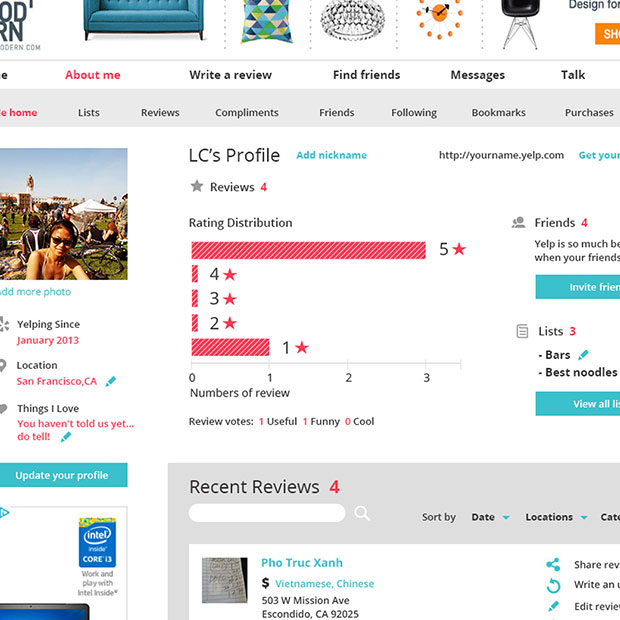 OD'
RN
MODERN.COM
Design for
SHO
e
About me
Write a review
Find friends
Messages
Talk
le home
Lists
Reviews
Compliments
Friends
Following
Bookmarks
Purchases
LC's Profile
Add nickname
http://yourname.yelp.com
Get your
Reviews 4
Rating Distribution
5
4
3
2
1
0 1 2 3
Numbers of review
Review votes: 1 Useful 1 Funny 0 Cool
Friends 4
Yelp is so much be
when your friends
Invite frien
Lists 3
- Bars
- Best noodles
View all lis
Add more photo
Yelping Since
January 2013
Location
San Francisco,CA
Things I Love
You haven't told us yet...
do tell!
Update your profile
intel
inside
CORE i3
Work and
play with
Intel Inside®
Recent Reviews 4
Sort by
Date
Locations
Cate
Pho Truc Xanh
$ Vietnamese, Chinese
503 W Mission Ave
Escondido, CA 92025
Share rev
Write an u
Edit review